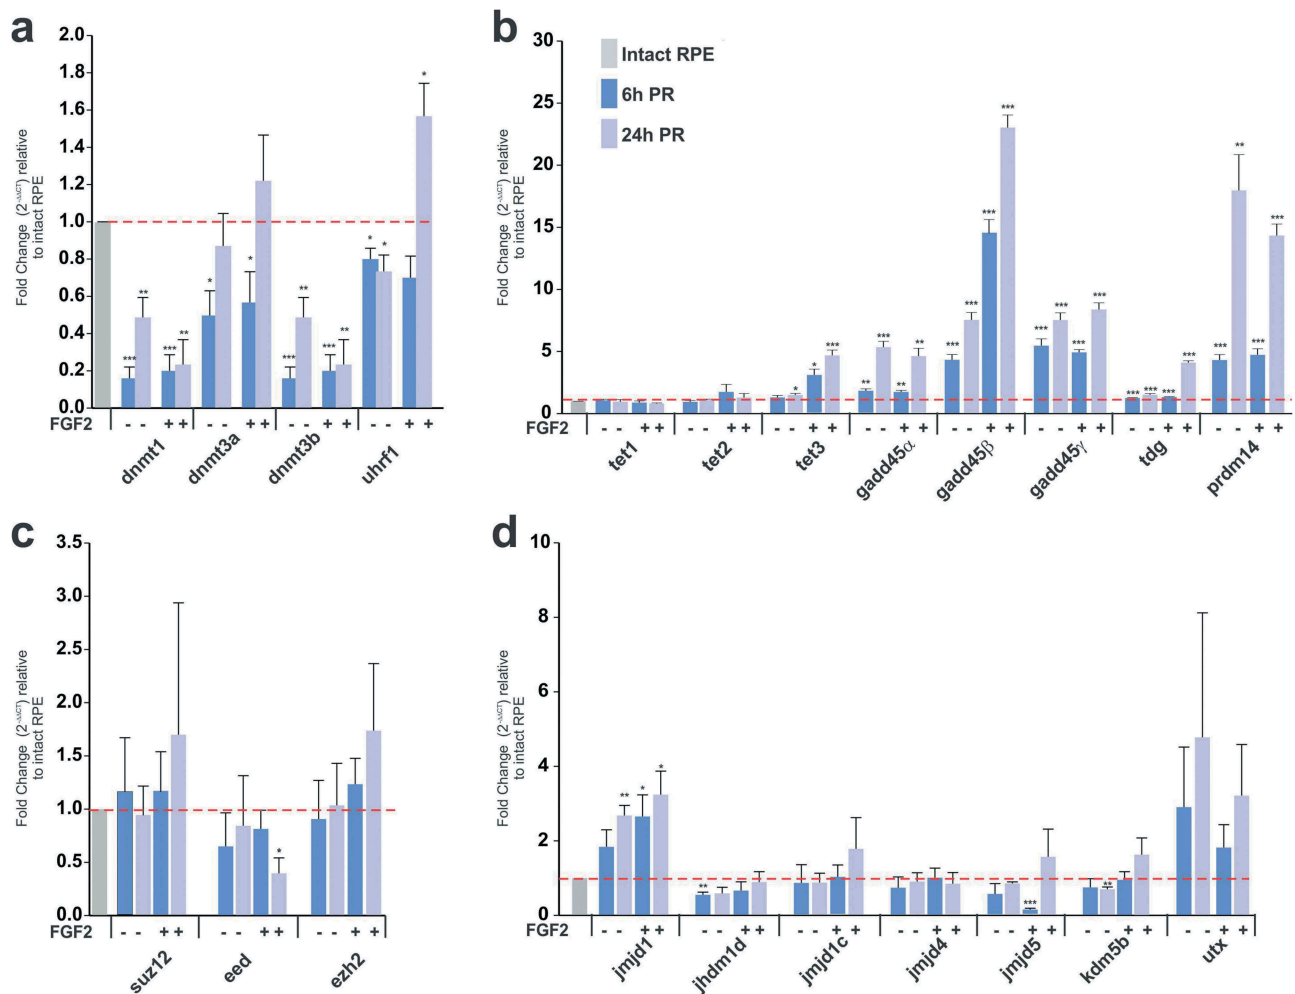 a
2.0
1.8
1.6
1.4
1.2
1.0
0.8
0.6
0.4
0.2
0.0
Fold Change (2^-ΔΔCT) relative
to intact RPE
*** ** *** ** * * *** ** *** ** * * *
FGF2 - - + + - - + + - - + + - - + +
dnmt1 dnmt3a dnmt3b uhrf1
b
30
25
20
15
10
5
0
Fold Change (2^-ΔΔCT) relative
to intact RPE
Intact RPE
6h PR
24h PR
* * *** ** *** ** ** *** *** *** *** *** *** *** *** *** *** *** *** *** ** *** ***
FGF2 - - + + - - + + - - + + - - + + - - + + - - + + - - + + - - + +
tet1 tet2 tet3 gadd45α gadd45β gadd45γ tdg prdm14
c
3.5
3.0
2.5
2.0
1.5
1.0
0.5
0.0
Fold Change (2^-ΔΔCT) relative
to intact RPE
*
FGF2 - - + + - - + + - - + +
suz12 eed ezh2
d
10
8
6
4
2
0
Fold Change (2^-ΔΔCT) relative
to intact RPE
** * * ** *** **
FGF2 - - + + - - + + - - + + - - + + - - + + - - + + - - + +
jmjd1 jhdm1d jmjd1c jmjd4 jmjd5 kdm5b utx